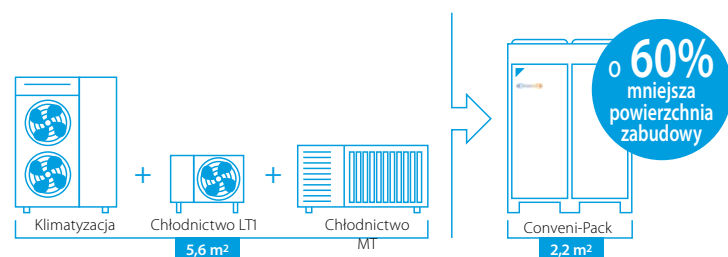 o 60%
mniejsza
powierzchnia
zabudowy
+
+
Klimatyzacja
Chłodnictwo LT1
Chłodnictwo
MT
Conveni-Pack
5,6 m²
2,2 m²